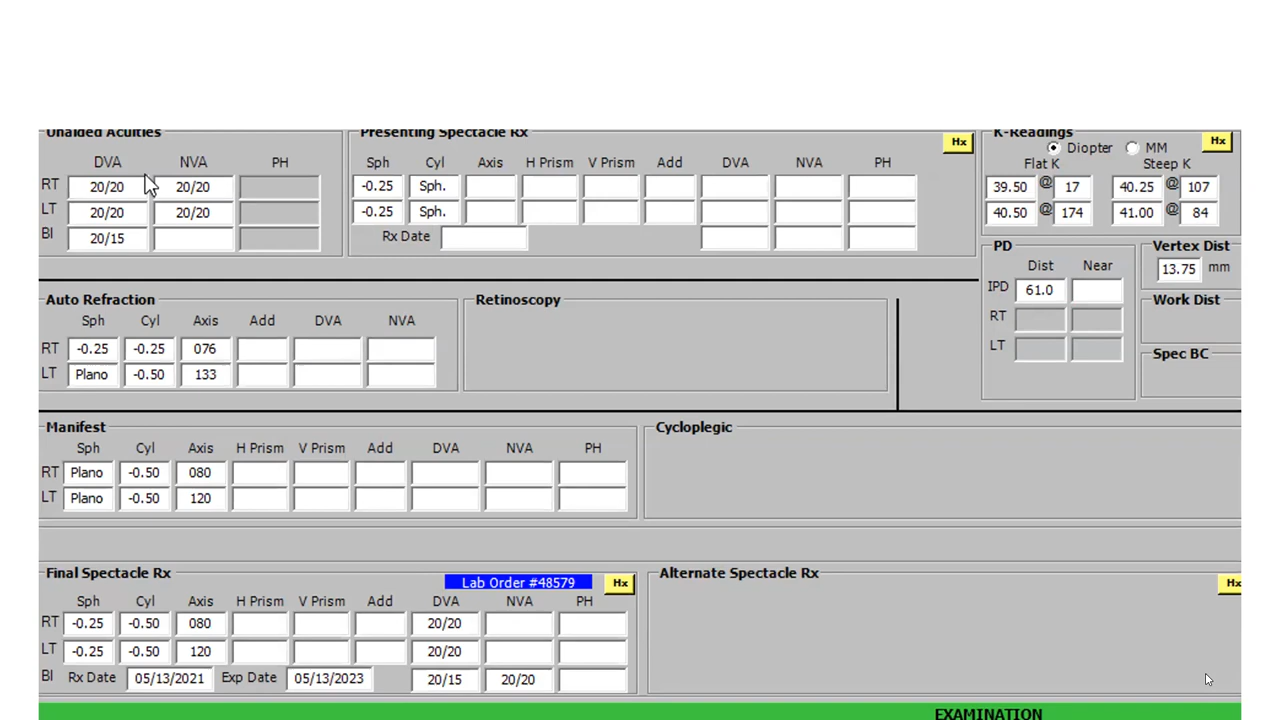 Unaided Acuities
DVA NVA PH
RT 20/20 20/20
LT 20/20 20/20
BI 20/15
Presenting Spectacle Rx Hx
Sph Cyl Axis H Prism V Prism Add DVA NVA PH
-0.25 Sph.
-0.25 Sph.
Rx Date
K-Readings Hx
Diopter MM
Flat K Steep K
39.50 @ 17 40.25 @ 107
40.50 @ 174 41.00 @ 84
PD
Dist Near
IPD 61.0
RT
LT
Vertex Dist
13.75 mm
Work Dist
Spec BC
Auto Refraction
Sph Cyl Axis Add DVA NVA
RT -0.25 -0.25 076
LT Plano -0.50 133
Retinoscopy
Manifest
Sph Cyl Axis H Prism V Prism Add DVA NVA PH
RT Plano -0.50 080
LT Plano -0.50 120
Cycloplegic
Final Spectacle Rx Lab Order #48579 Hx
Sph Cyl Axis H Prism V Prism Add DVA NVA PH
RT -0.25 -0.50 080 20/20
LT -0.25 -0.50 120 20/20
BI Rx Date 05/13/2021 Exp Date 05/13/2023 20/15 20/20
Alternate Spectacle Rx Hx
EXAMINATION